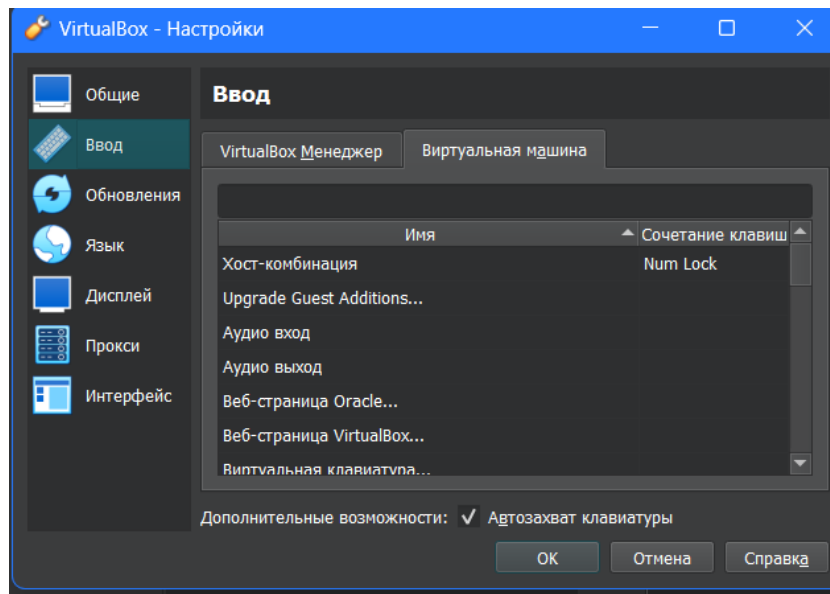 VirtualBox - Настройки
Общие
Ввод
Обновления
Язык
Дисплей
Прокси
Интерфейс
Ввод
VirtualBox Менеджер
Виртуальная машина
Имя
Сочетание клавиш
Хост-комбинация
Num Lock
Upgrade Guest Additions...
Аудио вход
Аудио выход
Веб-страница Oracle...
Веб-страница VirtualBox...
Виртуальная клавиатура...
Дополнительные возможности: Автозахват клавиатуры
OK
Отмена
Справка